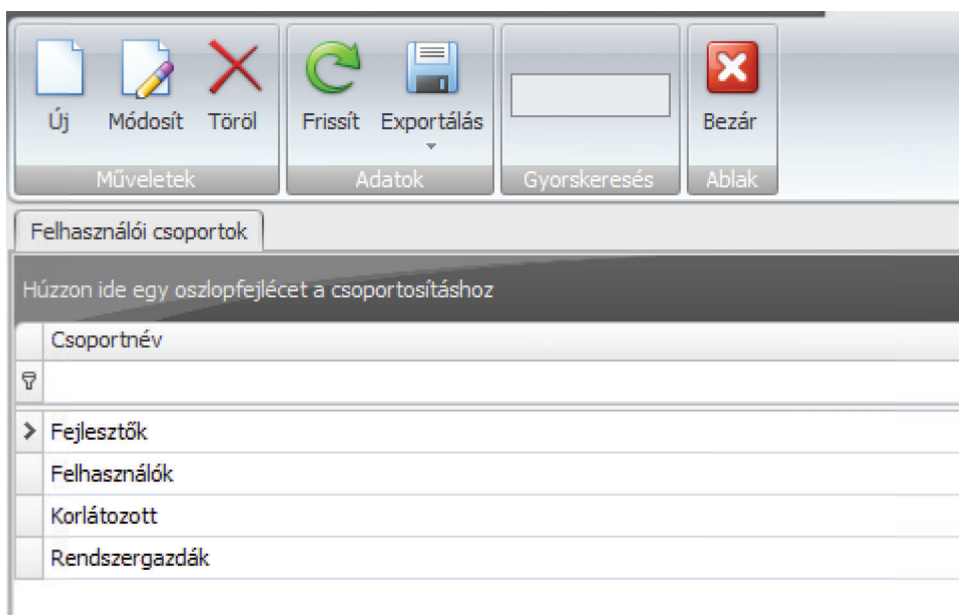 Új Módosít Töröl Frissít Exportálás Bezár
Műveletek Adatok Gyorskeresés Ablak
Felhasználói csoportok
Húzzon ide egy oszlopfejlécet a csoportosításhoz
Csoportnév
Fejlesztők
Felhasználók
Korlátozott
Rendszergazdák